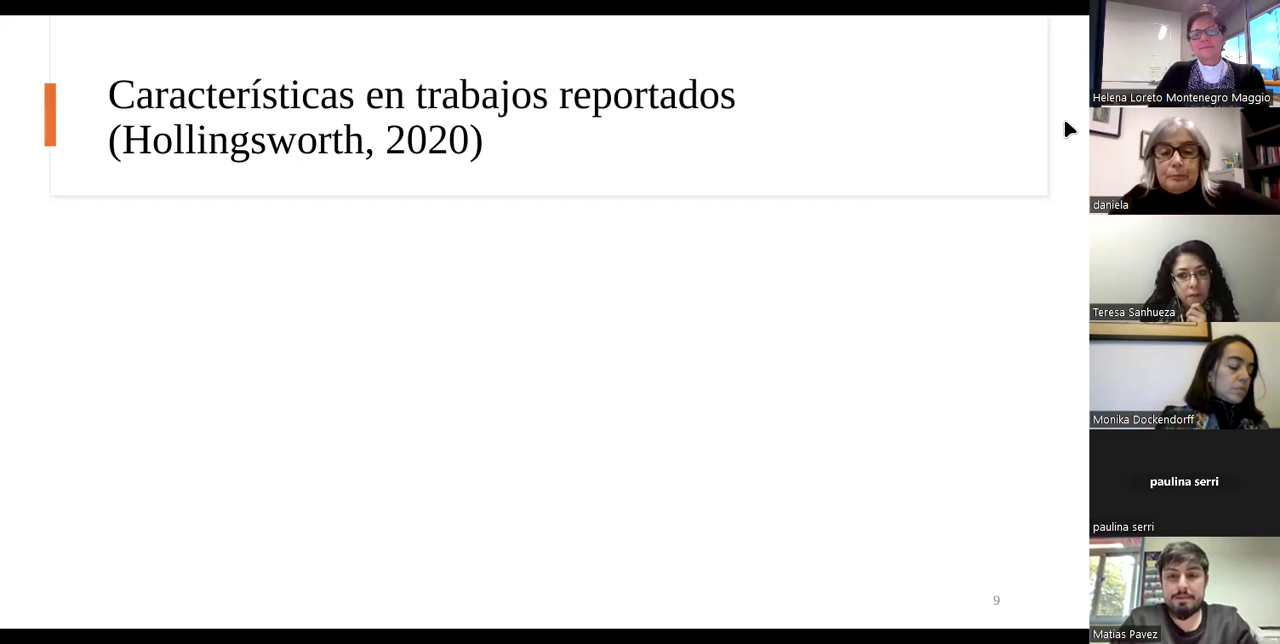 Características en trabajos reportados
(Hollingsworth, 2020)
9
Helena Loreto Montenegro Maggio
daniela
Teresa Sanhueza
Monika Dockendorff
paulina serri
paulina serri
Matias Pavez